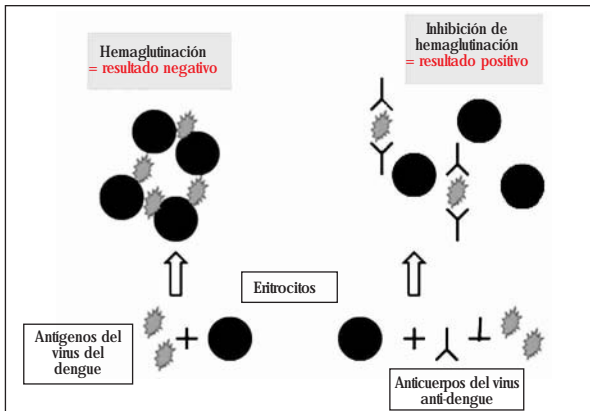 Hemaglutinación
= resultado negativo
Inhibición de
hemaglutinación
= resultado positivo
Eritrocitos
Antígenos del
virus del
dengue
Anticuerpos del virus
anti-dengue